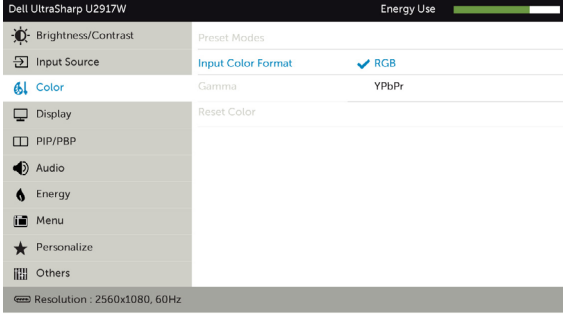 Dell UltraSharp U2917W Energy Use
Brightness/Contrast Preset Modes
Input Source Input Color Format RGB
Color Gamma YPbPr
Display Reset Color
PIP/PBP
Audio
Energy
Menu
Personalize
Others
Resolution : 2560x1080, 60Hz